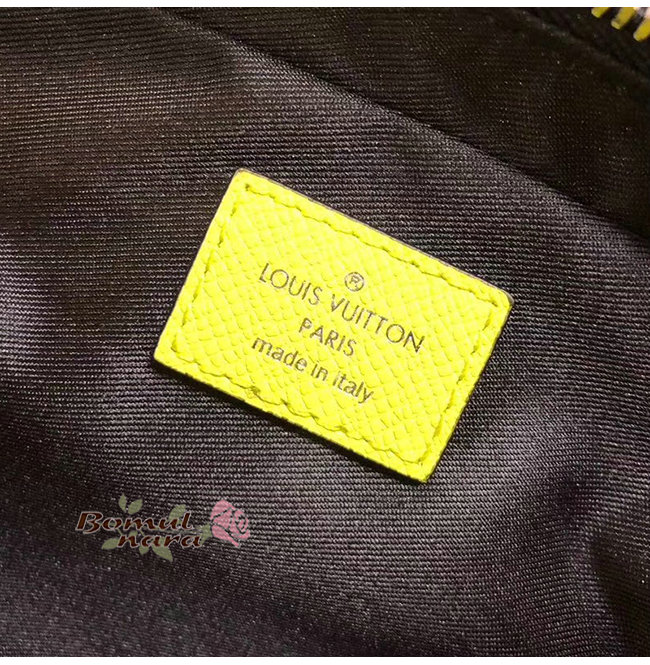 ®
LOUIS VUITTON
PARIS
made in italy
Bomul
nara